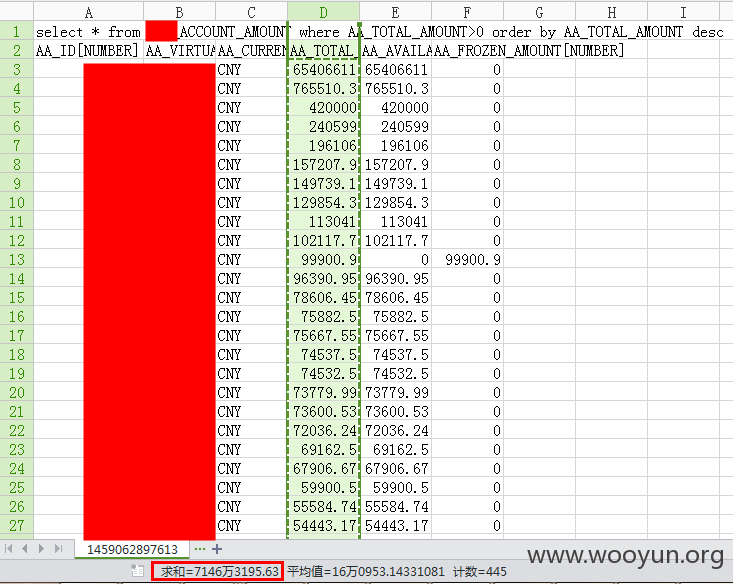 A B C D E F G H I
1 select * from ACCOUNT_AMOUNT where AA_TOTAL_AMOUNT>0 order by AA_TOTAL_AMOUNT desc
2 AA_ID[NUMBER] AA_VIRTUA AA_CURREN AA_TOTAL_ AA_AVAILA AA_FROZEN_AMOUNT[NUMBER]
3 CNY 65406611 65406611 0
4 CNY 765510.3 765510.3 0
5 CNY 420000 420000 0
6 CNY 240599 240599 0
7 CNY 196106 196106 0
8 CNY 157207.9 157207.9 0
9 CNY 149739.1 149739.1 0
10 CNY 129854.3 129854.3 0
11 CNY 113041 113041 0
12 CNY 102117.7 102117.7 0
13 CNY 99900.9 0 99900.9
14 CNY 96390.95 96390.95 0
15 CNY 78606.45 78606.45 0
16 CNY 75882.5 75882.5 0
17 CNY 75667.55 75667.55 0
18 CNY 74537.5 74537.5 0
19 CNY 74532.5 74532.5 0
20 CNY 73779.99 73779.99 0
21 CNY 73600.53 73600.53 0
22 CNY 72036.24 72036.24 0
23 CNY 69162.5 69162.5 0
24 CNY 67906.67 67906.67 0
25 CNY 59900.5 59900.5 0
26 CNY 55584.74 55584.74 0
27 CNY 54443.17 54443.17 0
1459062897613 ··· +
www.wooyun.org
求和=7146万3195.63 平均值=16万0953.14331081 计数=445